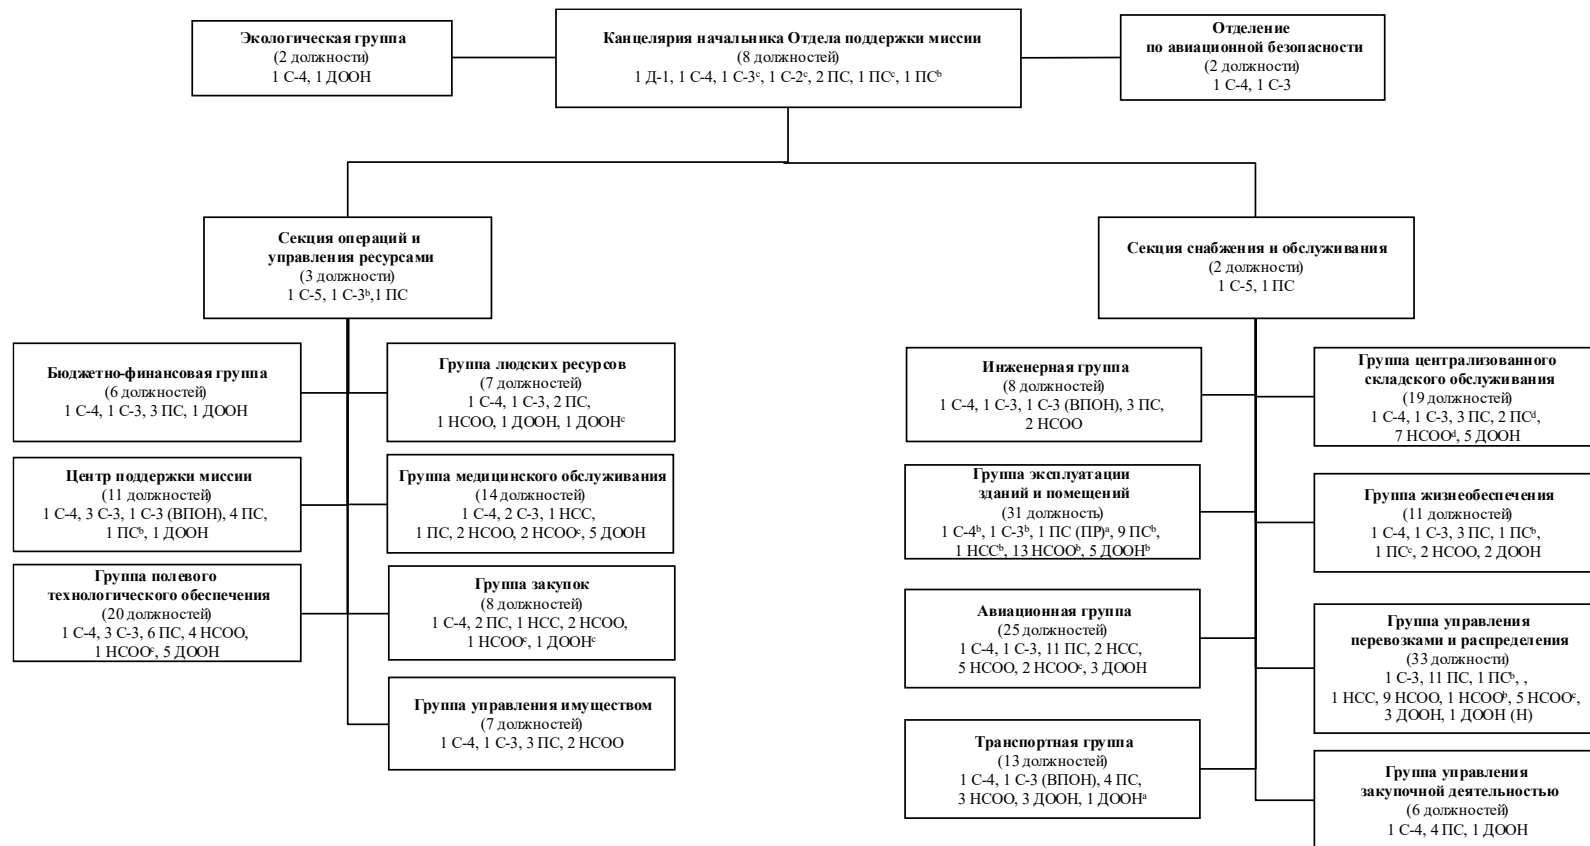 Экологическая группа
(2 должности)
1 С-4, 1 ДООН
Канцелярия начальника Отдела поддержки миссии
(8 должностей)
1 Д-1, 1 С-4, 1 С-3ᶜ, 1 С-2ᶜ, 2 ПС, 1 ПСᶜ, 1 ПСᵇ
Отделение
по авиационной безопасности
(2 должности)
1 С-4, 1 С-3
Секция операций и
управления ресурсами
(3 должности)
1 С-5, 1 С-3ᵇ,1 ПС
Секция снабжения и обслуживания
(2 должности)
1 С-5, 1 ПС
Бюджетно-финансовая группа
(6 должностей)
1 С-4, 1 С-3, 3 ПС, 1 ДООН
Группа людских ресурсов
(7 должностей)
1 С-4, 1 С-3, 2 ПС,
1 НСОО, 1 ДООН, 1 ДООНᶜ
Центр поддержки миссии
(11 должностей)
1 С-4, 3 С-3, 1 С-3 (ВПОН), 4 ПС,
1 ПСᵇ, 1 ДООН
Группа медицинского обслуживания
(14 должностей)
1 С-4, 2 С-3, 1 НСС,
1 ПС, 2 НСОО, 2 НСООᶜ, 5 ДООН
Группа полевого
технологического обеспечения
(20 должностей)
1 С-4, 3 С-3, 6 ПС, 4 НСОО,
1 НСООᶜ, 5 ДООН
Группа закупок
(8 должностей)
1 С-4, 2 ПС, 1 НСС, 2 НСОО,
1 НСООᶜ, 1 ДООНᶜ
Группа управления имуществом
(7 должностей)
1 С-4, 1 С-3, 3 ПС, 2 НСОО
Инженерная группа
(8 должностей)
1 С-4, 1 С-3, 1 С-3 (ВПОН), 3 ПС,
2 НСОО
Группа централизованного
складского обслуживания
(19 должностей)
1 С-4, 1 С-3, 3 ПС, 2 ПСᵈ,
7 НСООᵈ, 5 ДООН
Группа эксплуатации
зданий и помещений
(31 должность)
1 С-4ᵇ, 1 С-3ᵇ, 1 ПС (ПР)ᵃ, 9 ПСᵇ,
1 НССᵇ, 13 НСООᵇ, 5 ДООНᵇ
Группа жизнеобеспечения
(11 должностей)
1 С-4, 1 С-3, 3 ПС, 1 ПСᵇ,
1 ПСᶜ, 2 НСОО, 2 ДООН
Авиационная группа
(25 должностей)
1 С-4, 1 С-3, 11 ПС, 2 НСС,
5 НСОО, 2 НСООᶜ, 3 ДООН
Группа управления
перевозками и распределения
(33 должности)
1 С-3, 11 ПС, 1 ПСᵇ, ,
1 НСС, 9 НСОО, 1 НСООᵇ, 5 НСООᶜ,
3 ДООН, 1 ДООН (Н)
Транспортная группа
(13 должностей)
1 С-4, 1 С-3 (ВПОН), 4 ПС,
3 НСОО, 3 ДООН, 1 ДООНᵃ
Группа управления
закупочной деятельностью
(6 должностей)
1 С-4, 4 ПС, 1 ДООН